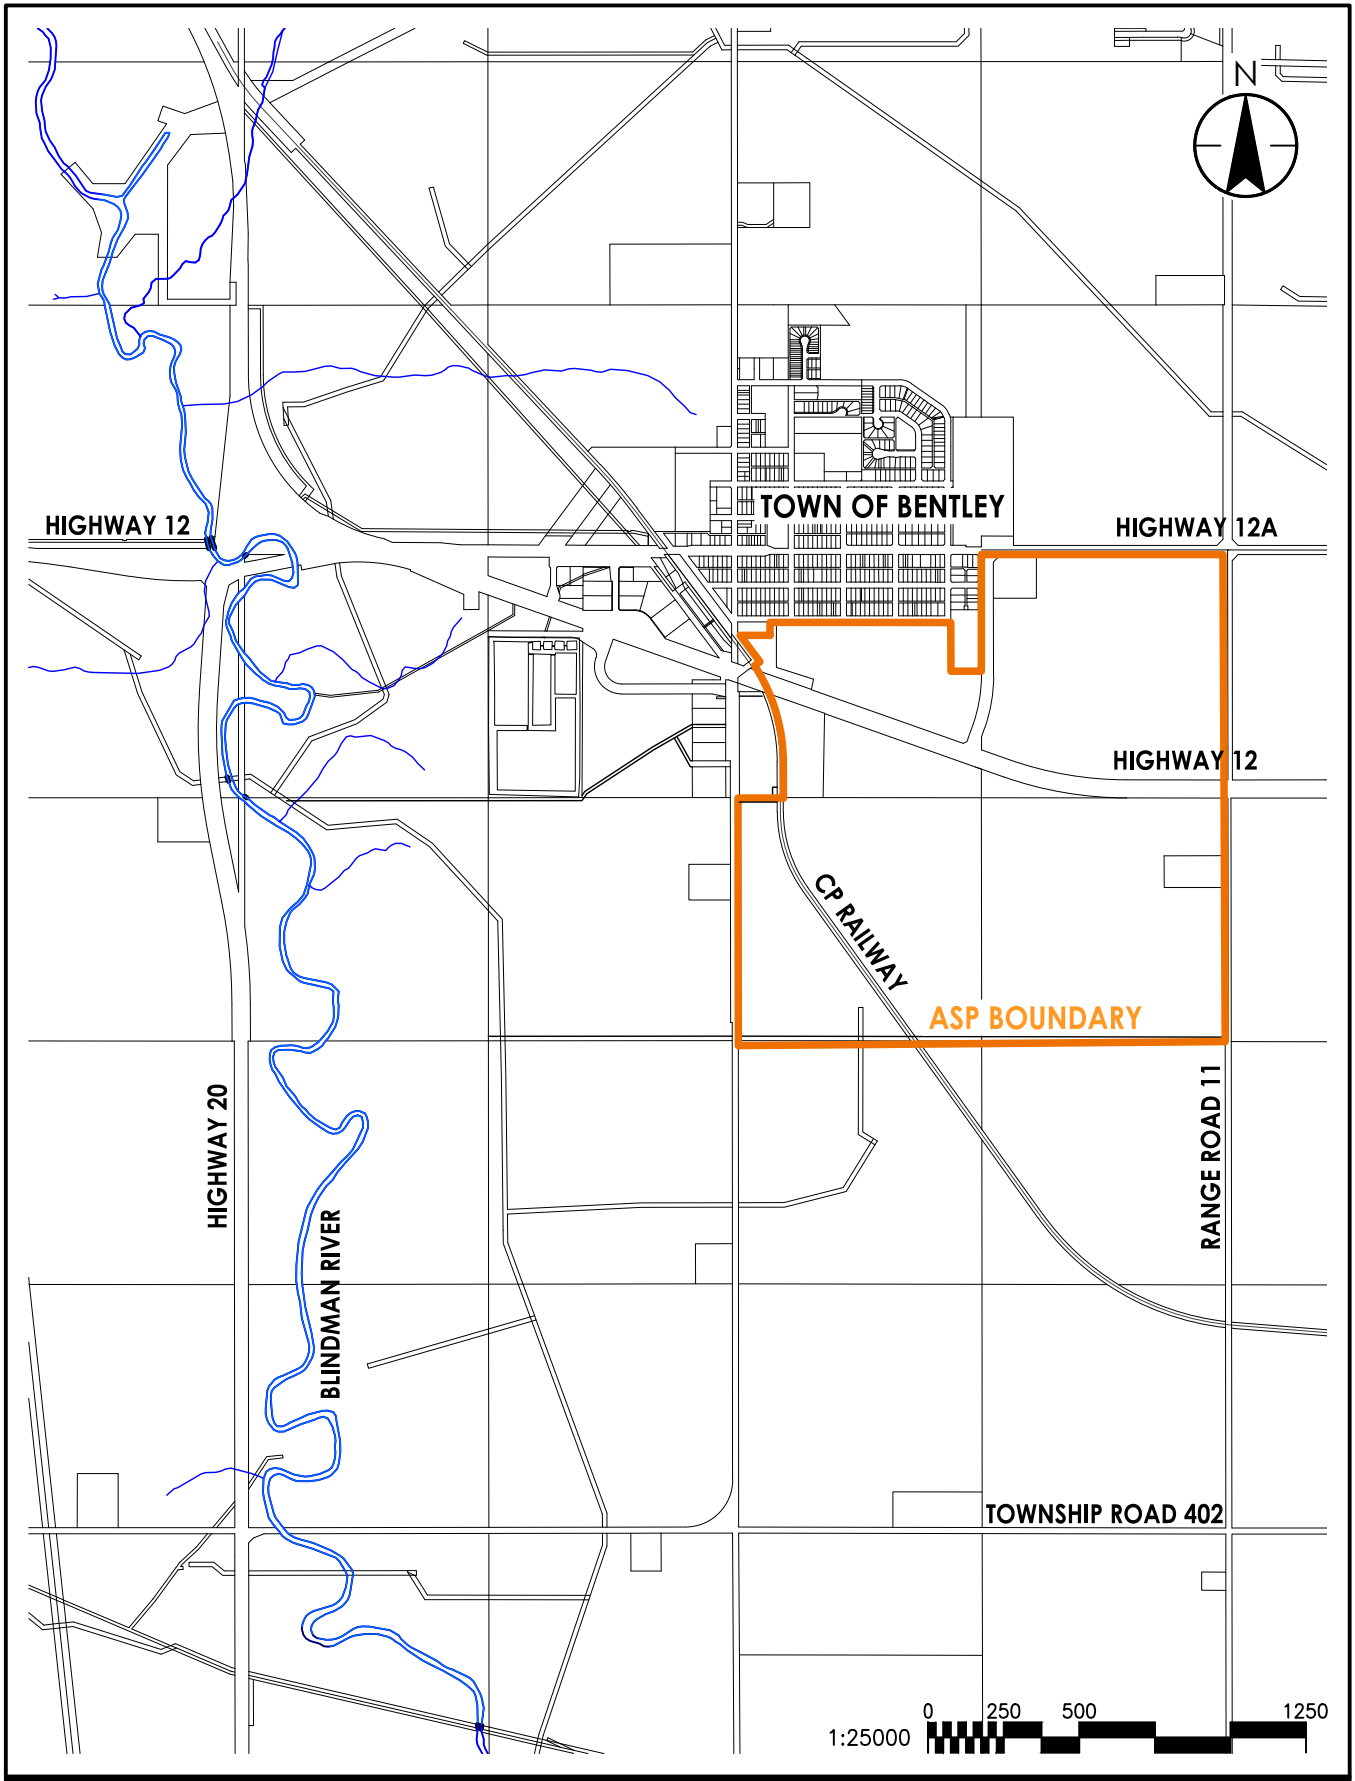 N
TOWN OF BENTLEY
HIGHWAY 12
HIGHWAY 12A
HIGHWAY 12
CP RAILWAY
ASP BOUNDARY
HIGHWAY 20
RANGE ROAD 11
BLINDMAN RIVER
TOWNSHIP ROAD 402
0 250 500 1250
1:25000